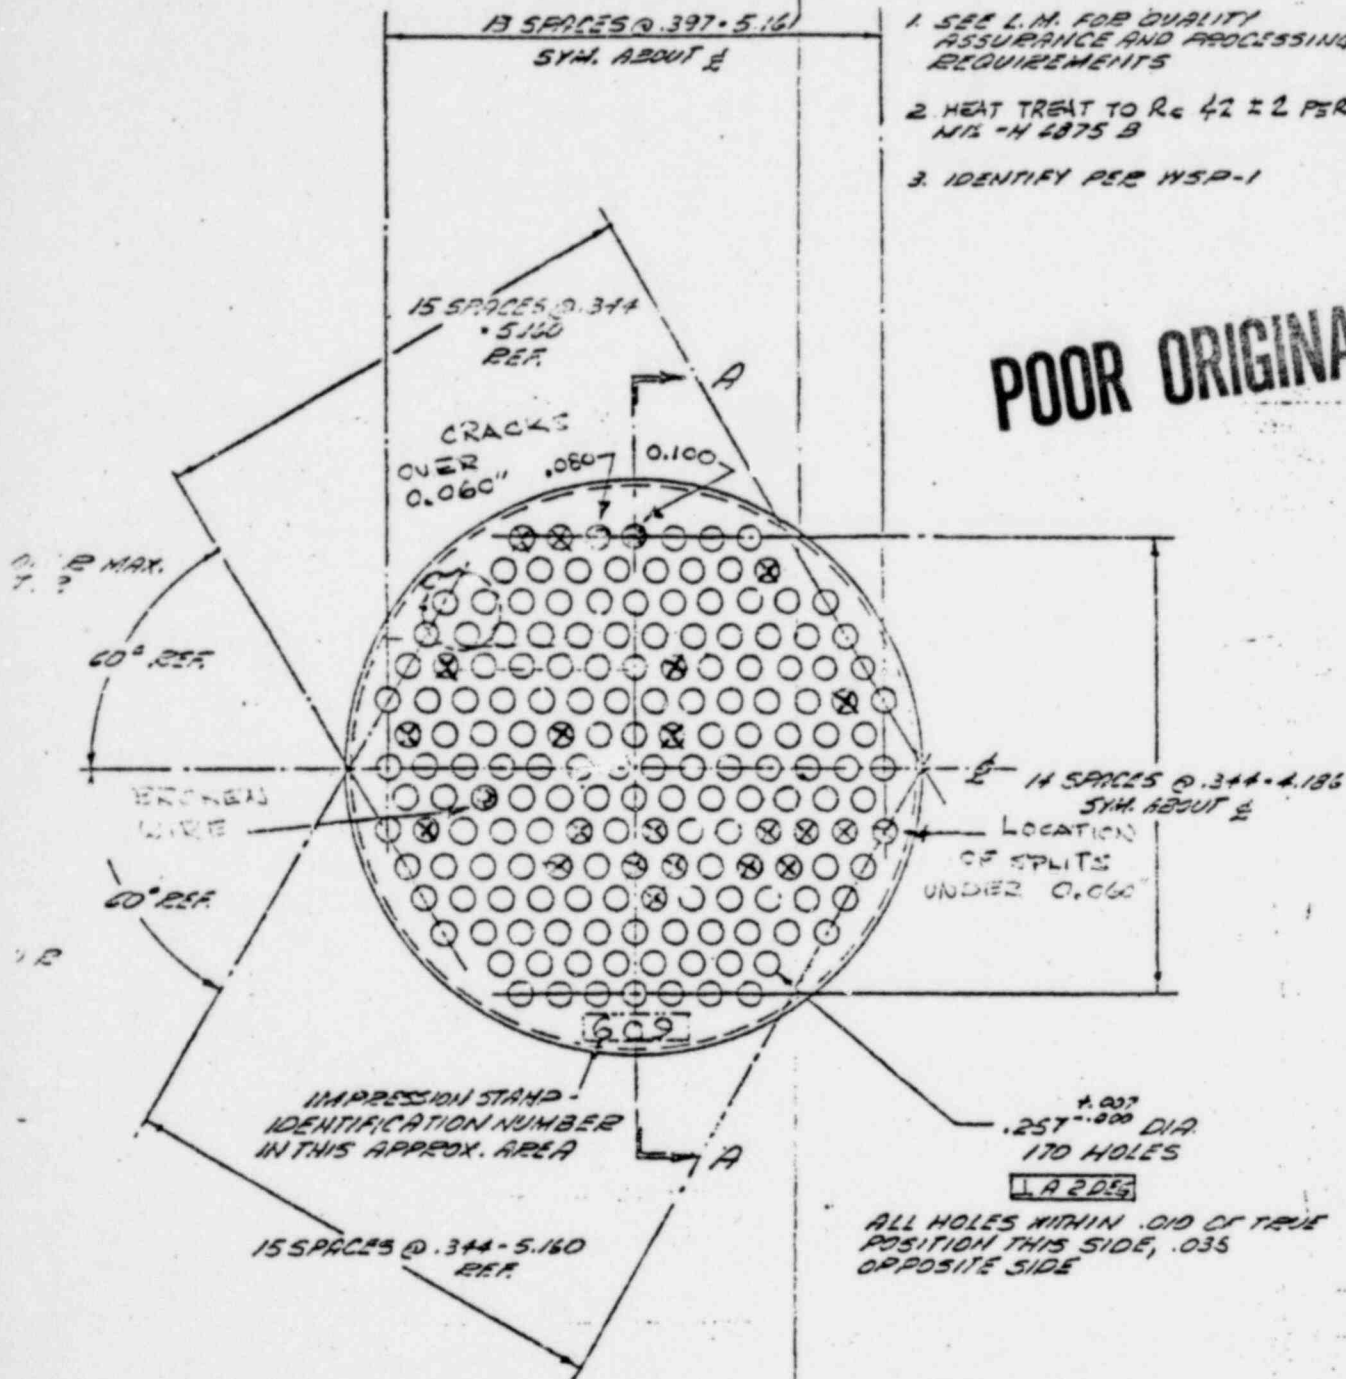 13 SPACES @ .397 = 5.161
SYM. ABOUT ℄
1. SEE L.M. FOR QUALITY
ASSURANCE AND PROCESSING
REQUIREMENTS
2. HEAT TREAT TO Rc 42 ± 2 PER
MIL-H 6875 B
3. IDENTIFY PER WSP-1
15 SPACES @ .344
= 5.160
REF.
POOR ORIGINA
A
CRACKS
OVER
0.060"
.080
0.100
MAX.
60° REF.
BROKEN
WIRE
60° REF.
R
℄
14 SPACES @ .344 = 4.186
SYM. ABOUT ℄
LOCATION
OF SPLITS
UNDER 0.060"
609
IMPRESSION STAMP -
IDENTIFICATION NUMBER
IN THIS APPROX. AREA
A
.257 +.007 -.000 DIA.
170 HOLES
⊥ A 2 DEG
ALL HOLES WITHIN .010 OF TRUE
POSITION THIS SIDE, .035
OPPOSITE SIDE
15 SPACES @ .344 = 5.160
REF.